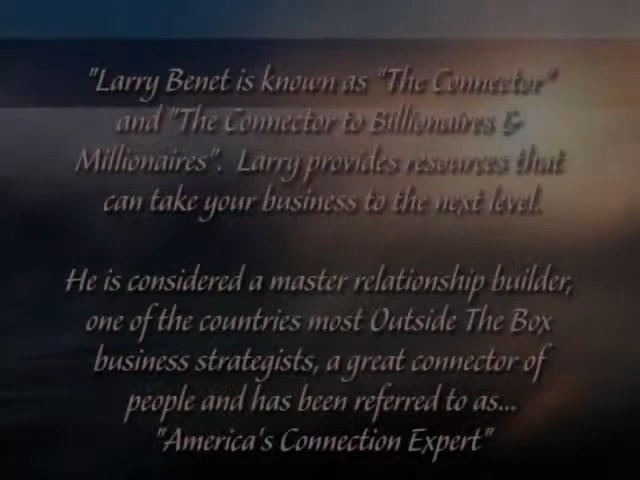 "Larry Benet is known as "The Connector"
and "The Connector to Billionaires &
Millionaires". Larry provides resources that
can take your business to the next level.
He is considered a master relationship builder,
one of the countries most Outside The Box
business strategists, a great connector of
people and has been referred to as...
"America's Connection Expert"